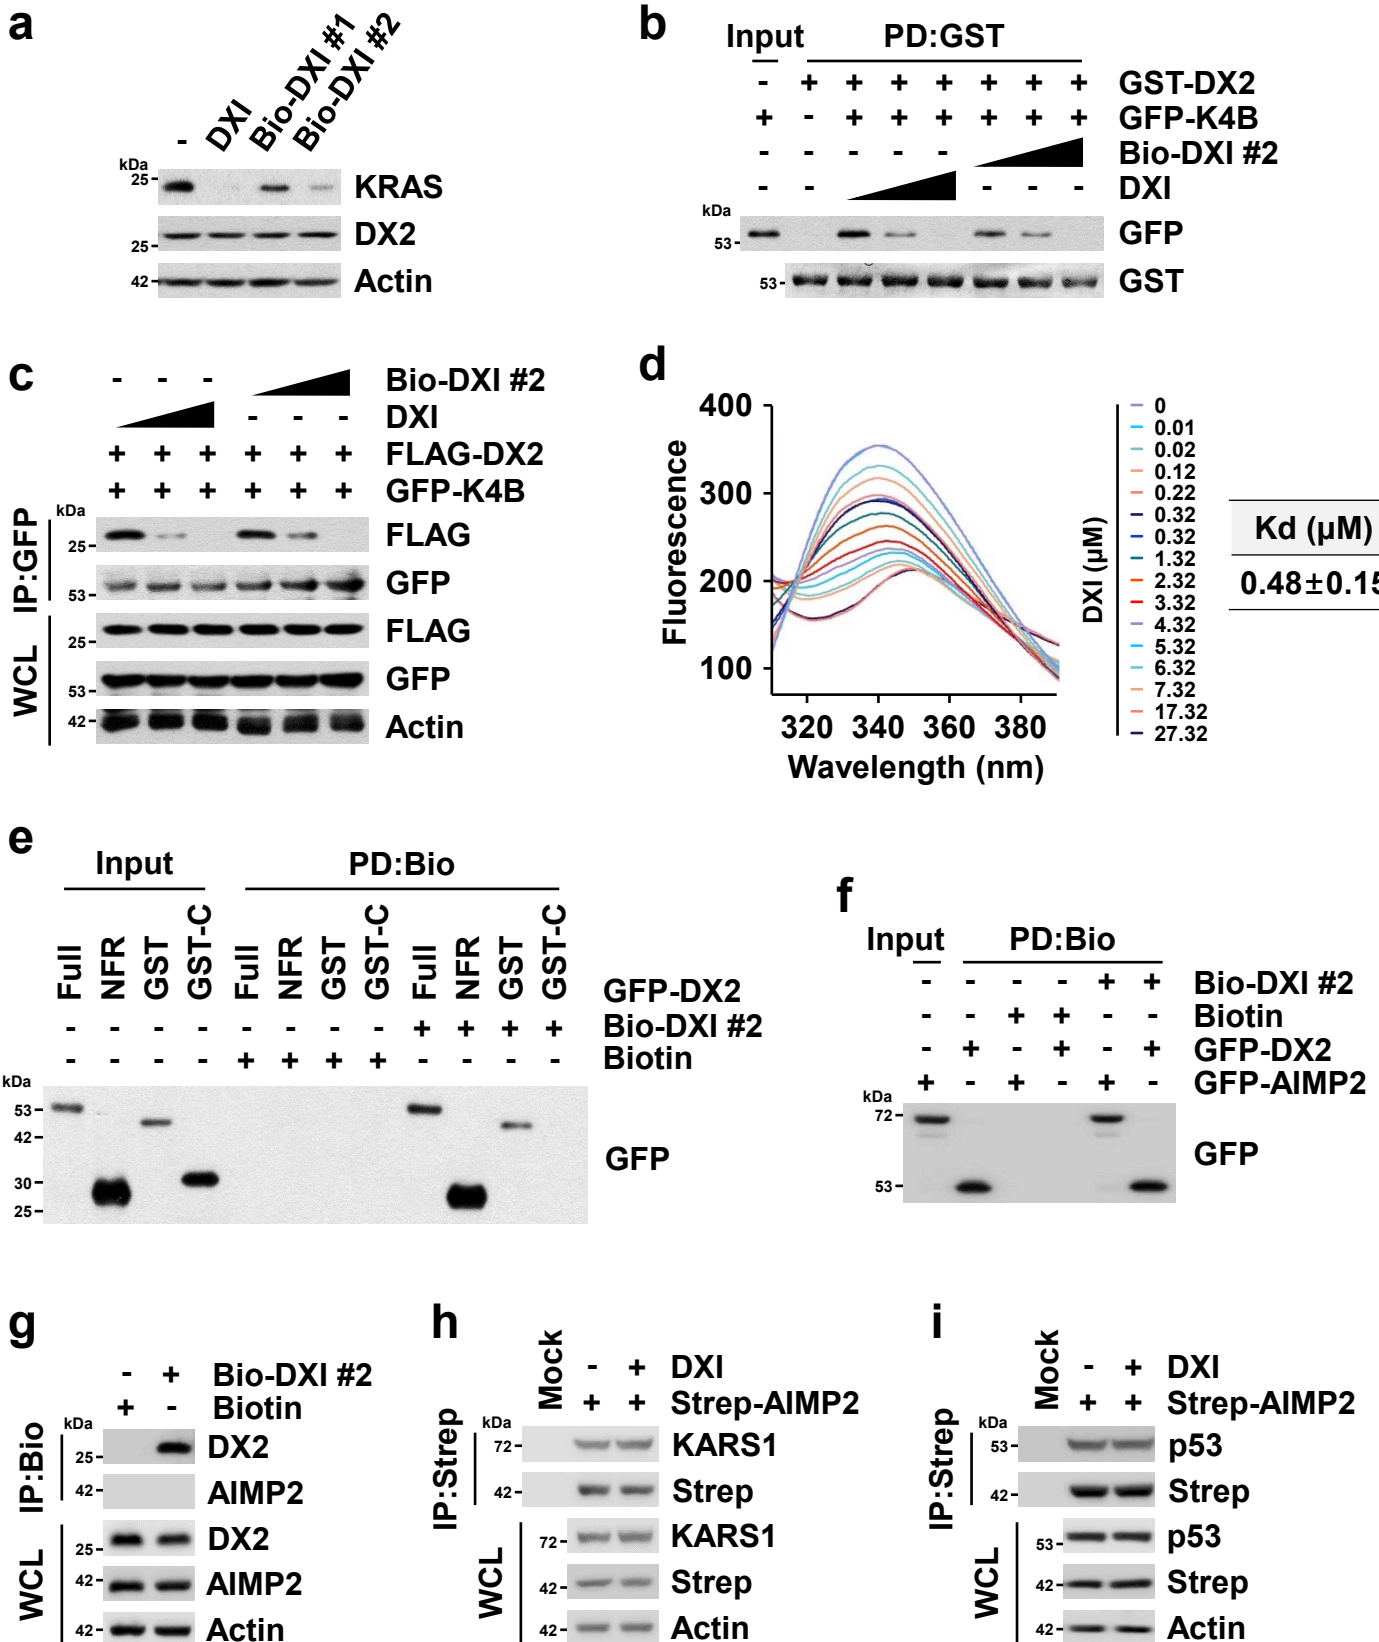 a
- DXI Bio-DXI #1 Bio-DXI #2
kDa
25 KRAS
DX2
25
42 Actin
b
Input PD:GST
- + + + + + + + GST-DX2
+ - + + + + + + GFP-K4B
- - - - - Bio-DXI #2
- - - - - DXI
kDa
53 GFP
53 GST
c
- - - Bio-DXI #2
DXI - - -
+ + + + + + FLAG-DX2
+ + + + + + GFP-K4B
kDa
IP:GFP
25 FLAG
53 GFP
WCL
25 FLAG
53 GFP
42 Actin
d
Fluorescence
400
300
200
100
320 340 360 380
Wavelength (nm)
DXI (µM)
0
0.01
0.02
0.12
0.22
0.32
0.32
1.32
2.32
3.32
4.32
5.32
6.32
7.32
17.32
27.32
Kd (µM)
0.48±0.15
e
Input PD:Bio
Full NFR GST GST-C Full NFR GST GST-C Full NFR GST GST-C GFP-DX2
- - - - - - - - + + + + Bio-DXI #2
- - - - + + + + - - - - Biotin
kDa
53
42
30
25
GFP
f
Input PD:Bio
- - - - + + Bio-DXI #2
- - + + - - Biotin
- + - + - + GFP-DX2
+ - + - + - GFP-AIMP2
kDa
72
53
GFP
g
- + Bio-DXI #2
+ - Biotin
kDa
IP:Bio
25 DX2
42 AIMP2
WCL
25 DX2
42 AIMP2
42 Actin
h
Mock - + DXI
+ + Strep-AIMP2
kDa
IP:Strep
72 KARS1
42 Strep
WCL
72 KARS1
42 Strep
42 Actin
i
Mock - + DXI
+ + Strep-AIMP2
kDa
IP:Strep
53 p53
42 Strep
WCL
53 p53
42 Strep
42 Actin